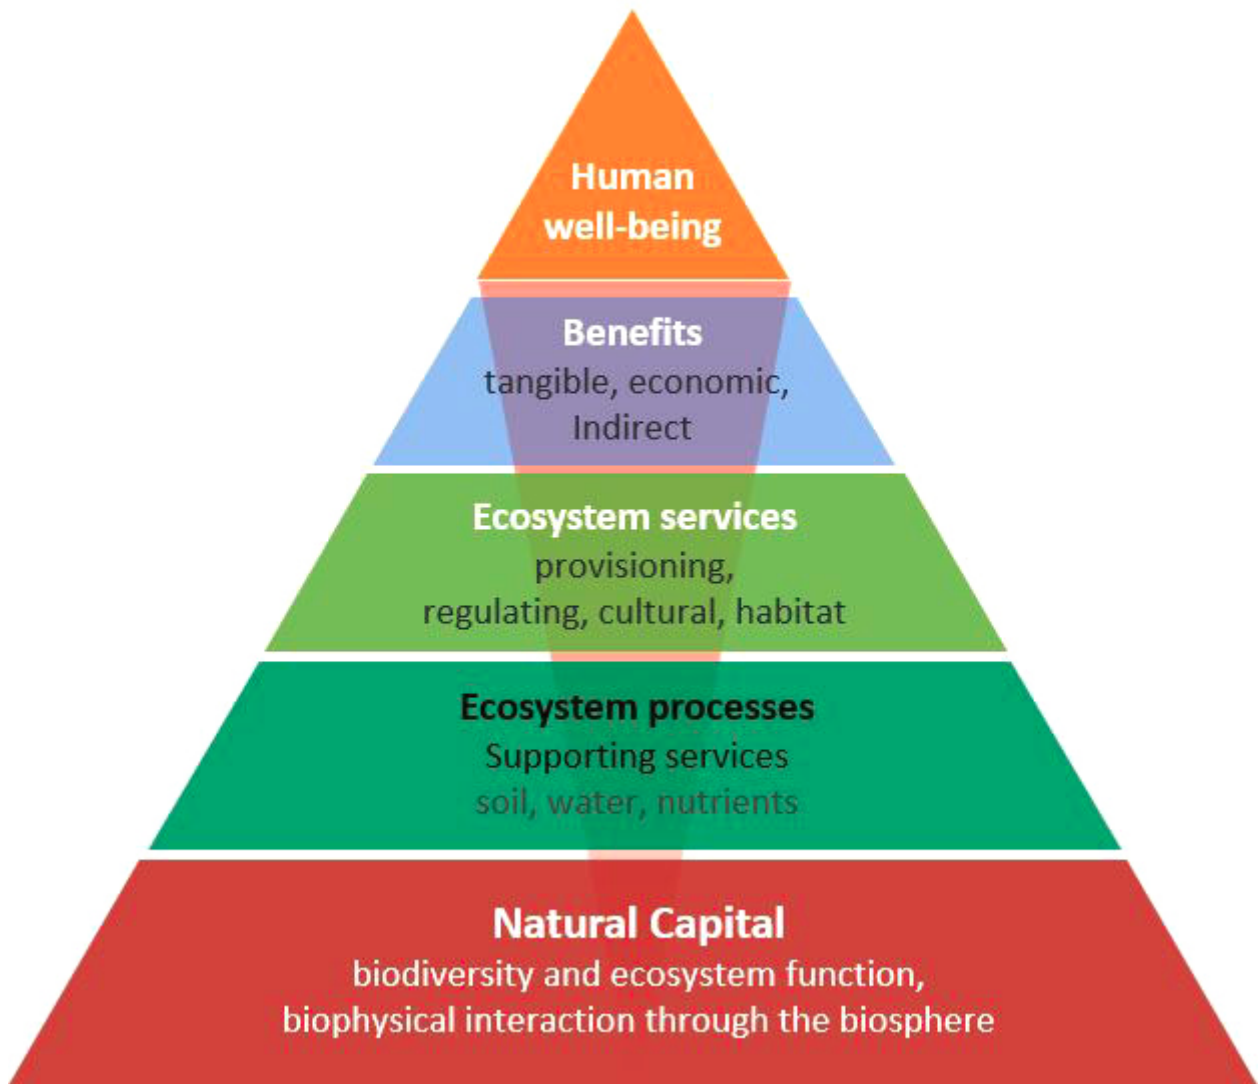 Human
well-being
Benefits
tangible, economic,
Indirect
Ecosystem services
provisioning,
regulating, cultural, habitat
Ecosystem processes
Supporting services
soil, water, nutrients
Natural Capital
biodiversity and ecosystem function,
biophysical interaction through the biosphere